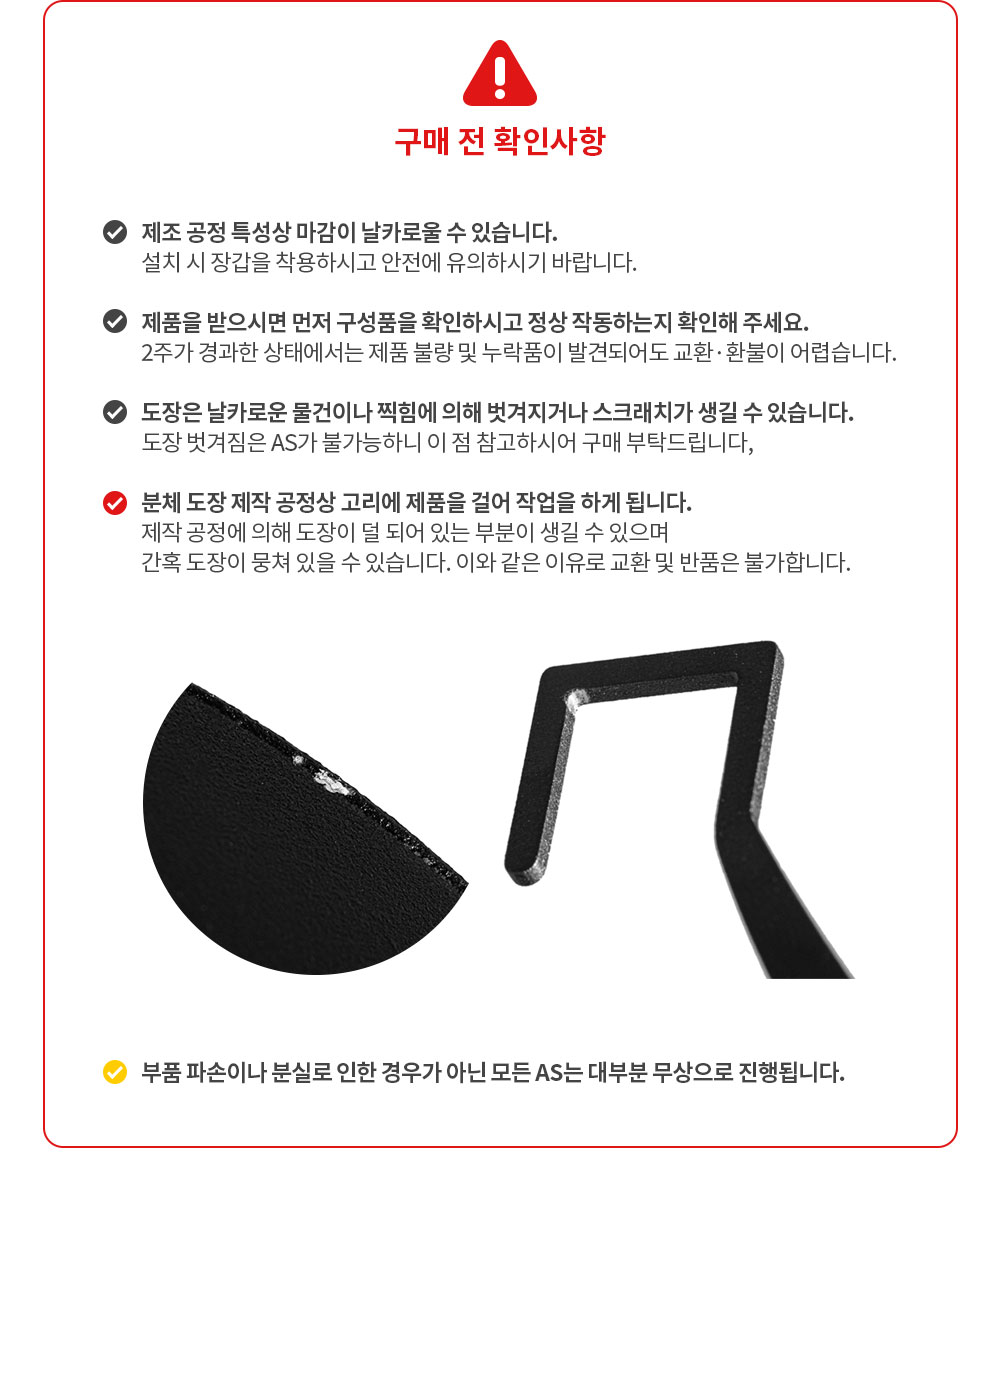 구매 전 확인사항
제조 공정 특성상 마감이 날카로울 수 있습니다.
설치 시 장갑을 착용하시고 안전에 유의하시기 바랍니다.
제품을 받으시면 먼저 구성품을 확인하시고 정상 작동하는지 확인해 주세요.
2주가 경과한 상태에서는 제품 불량 및 누락품이 발견되어도 교환·환불이 어렵습니다.
도장은 날카로운 물건이나 찍힘에 의해 벗겨지거나 스크래치가 생길 수 있습니다.
도장 벗겨짐은 AS가 불가능하니 이 점 참고하시어 구매 부탁드립니다,
분체 도장 제작 공정상 고리에 제품을 걸어 작업을 하게 됩니다.
제작 공정에 의해 도장이 덜 되어 있는 부분이 생길 수 있으며
간혹 도장이 뭉쳐 있을 수 있습니다. 이와 같은 이유로 교환 및 반품은 불가합니다.
부품 파손이나 분실로 인한 경우가 아닌 모든 AS는 대부분 무상으로 진행됩니다.